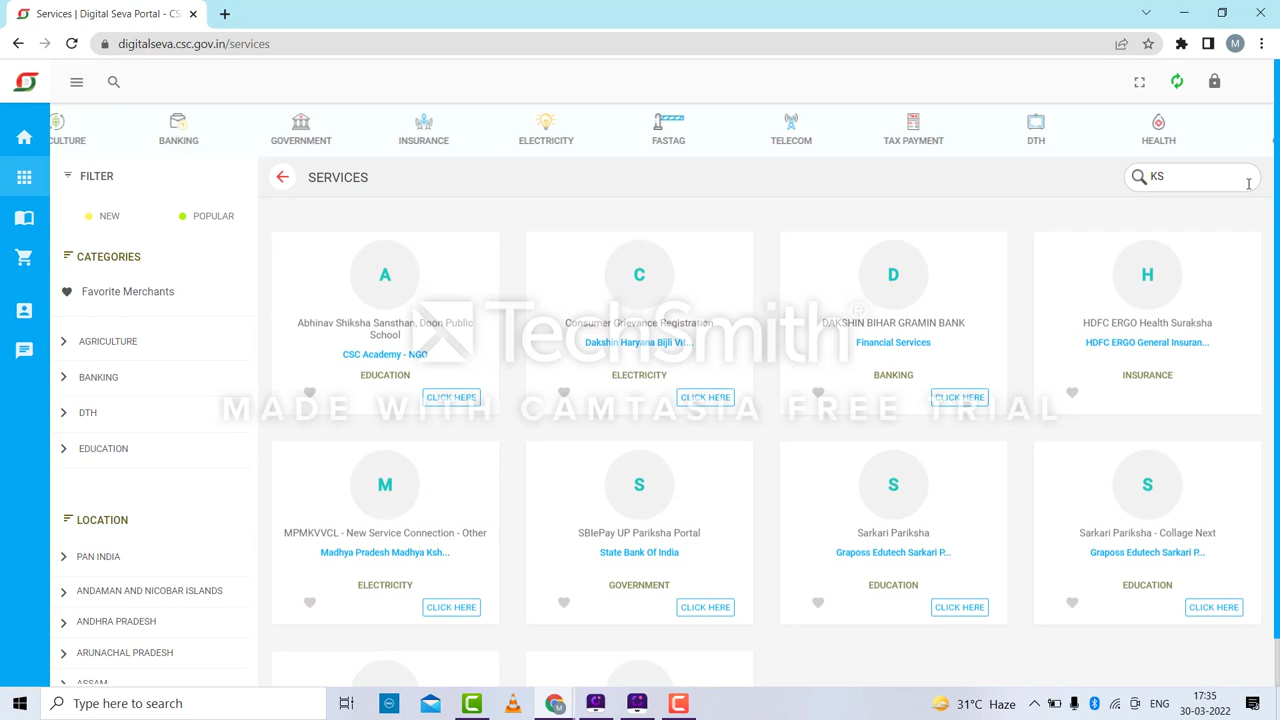 Services | Digital Seva Portal - CS
digitalseva.csc.gov.in/services
M
CULTURE
BANKING
GOVERNMENT
INSURANCE
ELECTRICITY
FASTAG
TELECOM
TAX PAYMENT
DTH
HEALTH
FILTER
SERVICES
KS
NEW
POPULAR
CATEGORIES
Favorite Merchants
AGRICULTURE
BANKING
DTH
EDUCATION
LOCATION
PAN INDIA
ANDAMAN AND NICOBAR ISLANDS
ANDHRA PRADESH
ARUNACHAL PRADESH
ASSAM
A
Abhinav Shiksha Sansthan, Doon Public
School
CSC Academy - NGO
EDUCATION
CLICK HERE
C
Consumer Grievance Registration
Dakshin Haryana Bijli Vit...
ELECTRICITY
CLICK HERE
D
DAKSHIN BIHAR GRAMIN BANK
Financial Services
BANKING
CLICK HERE
H
HDFC ERGO Health Suraksha
HDFC ERGO General Insuran...
INSURANCE
TechSmith®
MADE WITH CAMTASIA FREE TRIAL
M
MPMKVVCL - New Service Connection - Other
Madhya Pradesh Madhya Ksh...
ELECTRICITY
CLICK HERE
S
SBIePay UP Pariksha Portal
State Bank Of India
GOVERNMENT
CLICK HERE
S
Sarkari Pariksha
Graposs Edutech Sarkari P...
EDUCATION
CLICK HERE
S
Sarkari Pariksha - Collage Next
Graposs Edutech Sarkari P...
EDUCATION
CLICK HERE
Type here to search
31°C Haze
17:35
30-03-2022